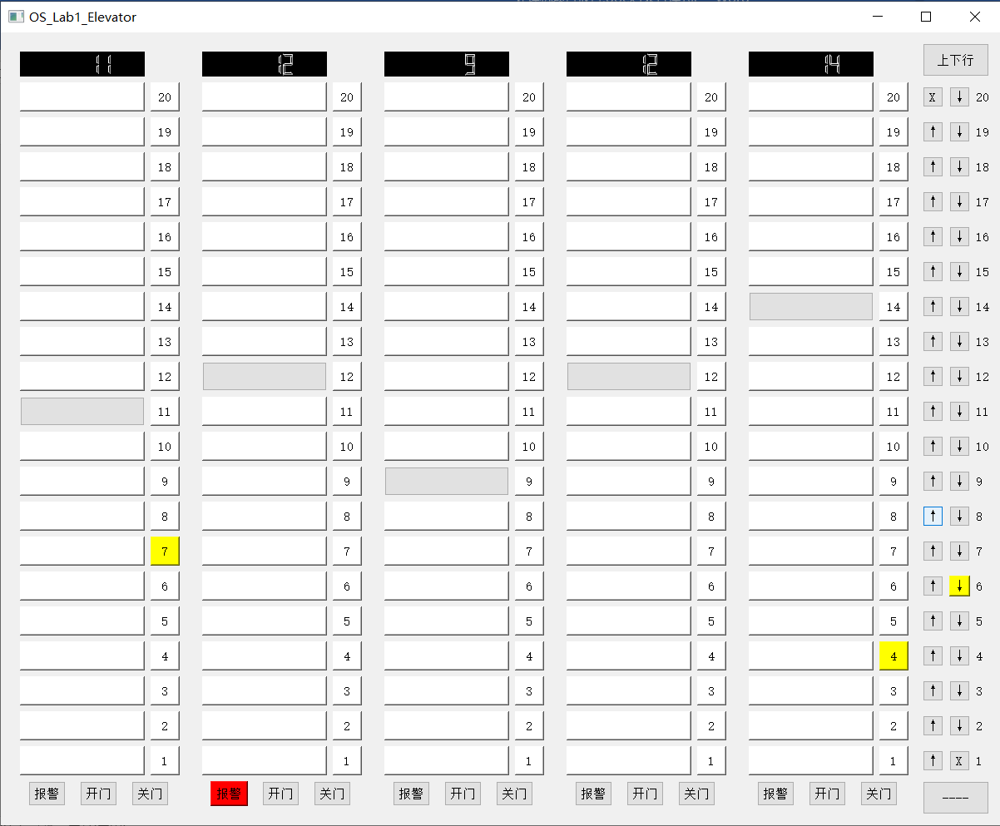 OS_Lab1_Elevator
11 12 9 12 14 上下行
20 20 20 20 20 X ↓ 20
19 19 19 19 19 ↑ ↓ 19
18 18 18 18 18 ↑ ↓ 18
17 17 17 17 17 ↑ ↓ 17
16 16 16 16 16 ↑ ↓ 16
15 15 15 15 15 ↑ ↓ 15
14 14 14 14 14 ↑ ↓ 14
13 13 13 13 13 ↑ ↓ 13
12 12 12 12 12 ↑ ↓ 12
11 11 11 11 11 ↑ ↓ 11
10 10 10 10 10 ↑ ↓ 10
9 9 9 9 9 ↑ ↓ 9
8 8 8 8 8 ↑ ↓ 8
7 7 7 7 7 ↑ ↓ 7
6 6 6 6 6 ↑ ↓ 6
5 5 5 5 5 ↑ ↓ 5
4 4 4 4 4 ↑ ↓ 4
3 3 3 3 3 ↑ ↓ 3
2 2 2 2 2 ↑ ↓ 2
1 1 1 1 1 ↑ X 1
报警 开门 关门 报警 开门 关门 报警 开门 关门 报警 开门 关门 报警 开门 关门 ----